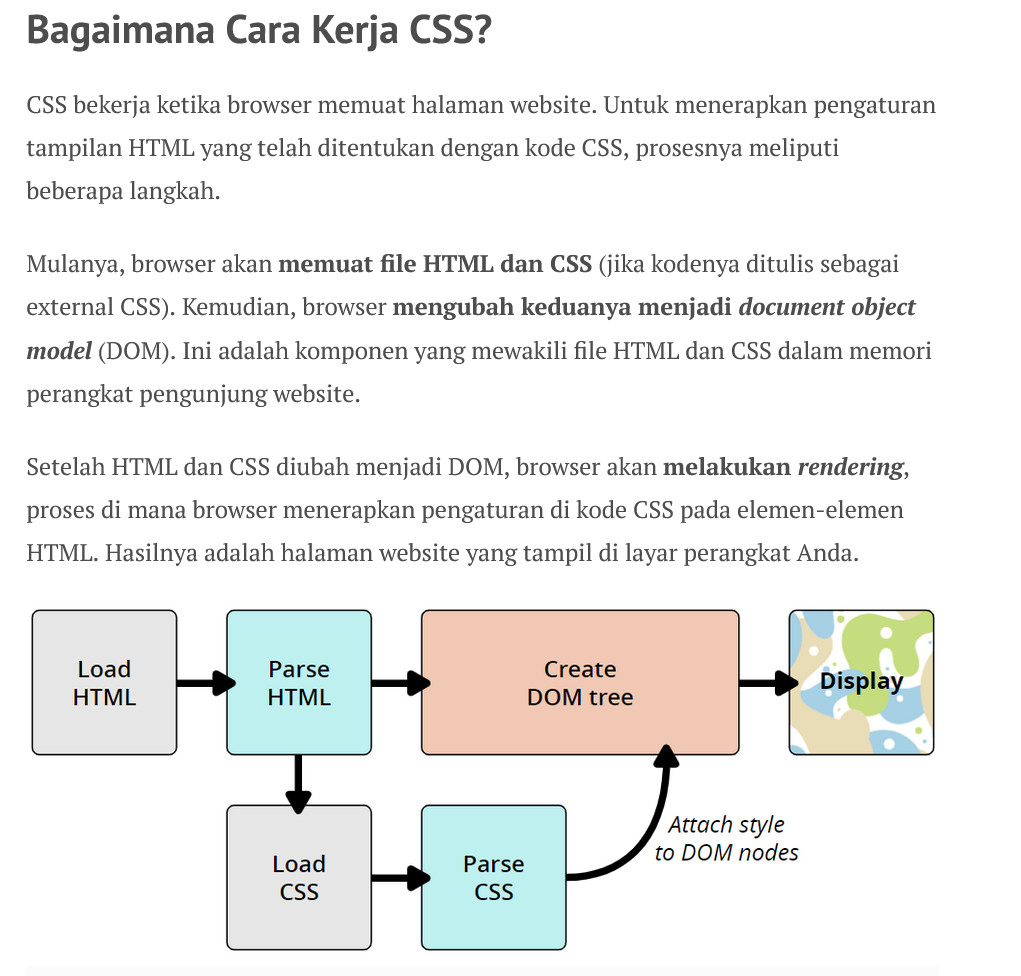 Bagaimana Cara Kerja CSS?
CSS bekerja ketika browser memuat halaman website. Untuk menerapkan pengaturan
tampilan HTML yang telah ditentukan dengan kode CSS, prosesnya meliputi
beberapa langkah.
Mulanya, browser akan memuat file HTML dan CSS (jika kodenya ditulis sebagai
external CSS). Kemudian, browser mengubah keduanya menjadi document object
model (DOM). Ini adalah komponen yang mewakili file HTML dan CSS dalam memori
perangkat pengunjung website.
Setelah HTML dan CSS diubah menjadi DOM, browser akan melakukan rendering,
proses di mana browser menerapkan pengaturan di kode CSS pada elemen-elemen
HTML. Hasilnya adalah halaman website yang tampil di layar perangkat Anda.
Load
HTML
Parse
HTML
Create
DOM tree
Display
Load
CSS
Parse
CSS
Attach style
to DOM nodes